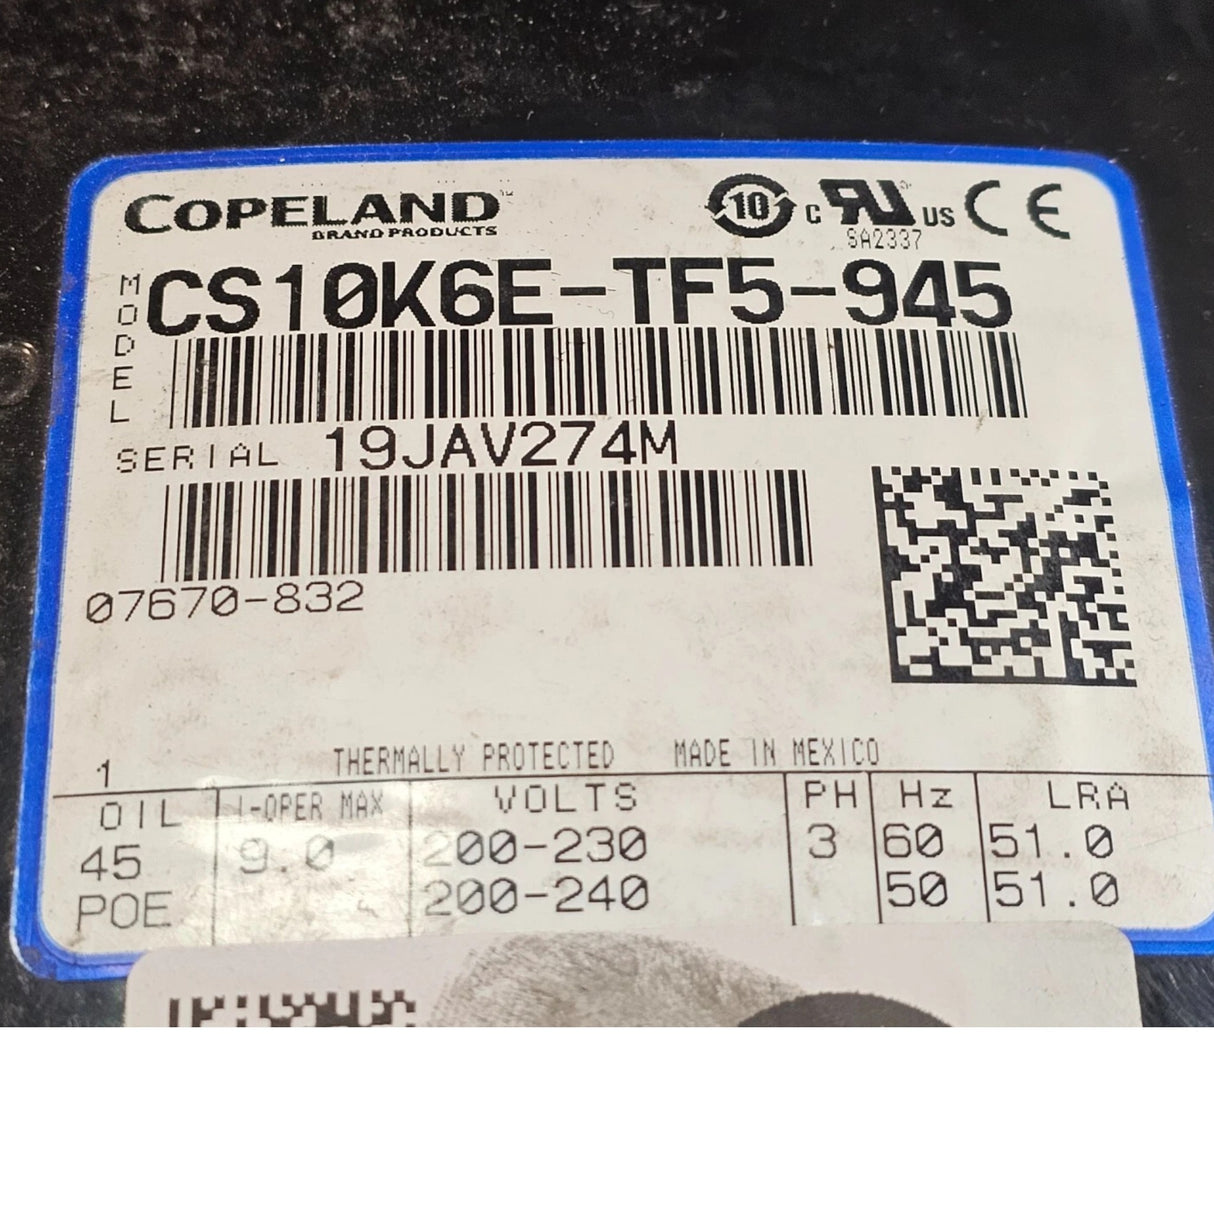 COPELAND™
BRAND PRODUCTS
10
c RU US CE
SA2337
MODEL
CS10K6E-TF5-945
SERIAL 19JAV274M
07670-832
1 THERMALLY PROTECTED MADE IN MEXICO
OIL I-OPER MAX VOLTS PH Hz LRA
45 9.0 200-230 3 60 51.0
POE 200-240 50 51.0